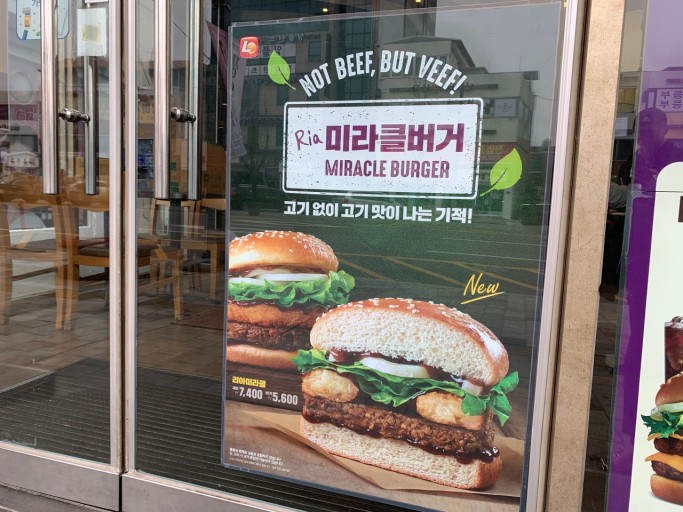 NOT BEEF, BUT VEEF!
Ria 미라클버거
MIRACLE BURGER
고기 없이 고기 맛이 나는 기적!
New
리아미라클
7,400 5,600